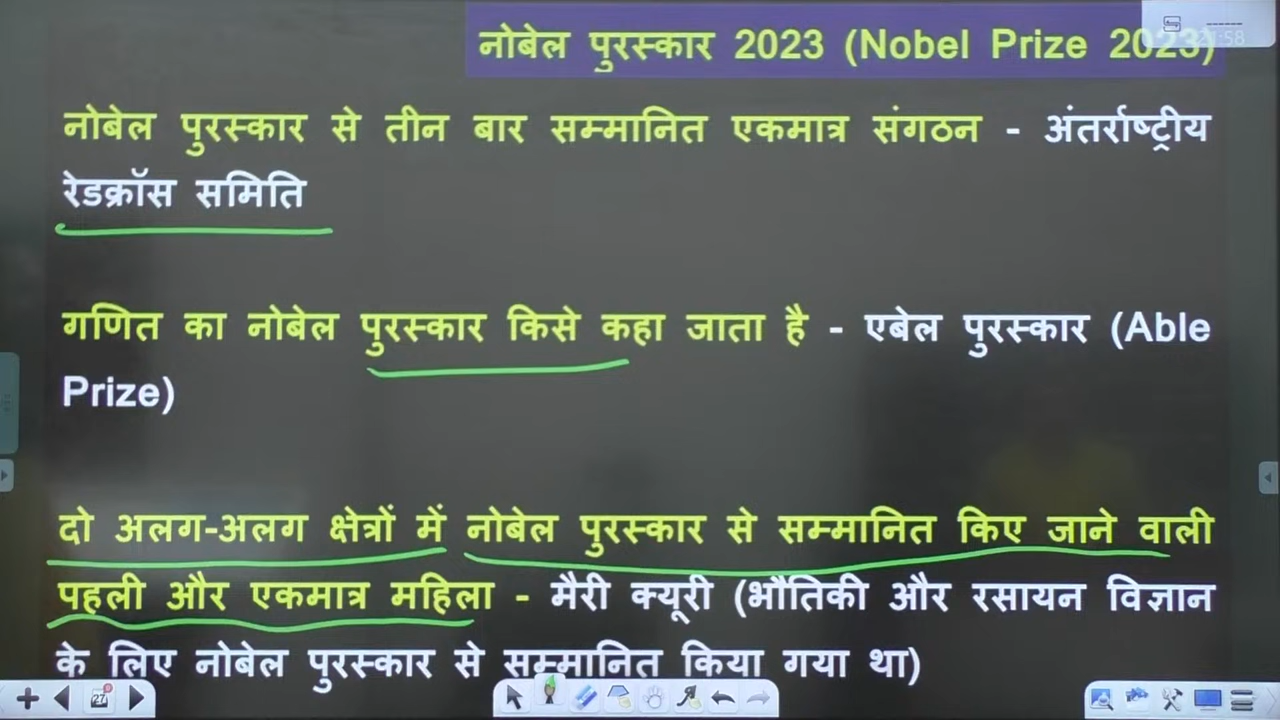 नोबेल पुरस्कार 2023 (Nobel Prize 2023)
नोबेल पुरस्कार से तीन बार सम्मानित एकमात्र संगठन - अंतर्राष्ट्रीय
रेडक्रॉस समिति
गणित का नोबेल पुरस्कार किसे कहा जाता है - एबेल पुरस्कार (Able
Prize)
दो अलग-अलग क्षेत्रों में नोबेल पुरस्कार से सम्मानित किए जाने वाली
पहली और एकमात्र महिला - मैरी क्यूरी (भौतिकी और रसायन विज्ञान
के लिए नोबेल पुरस्कार से सम्मानित किया गया था)
27